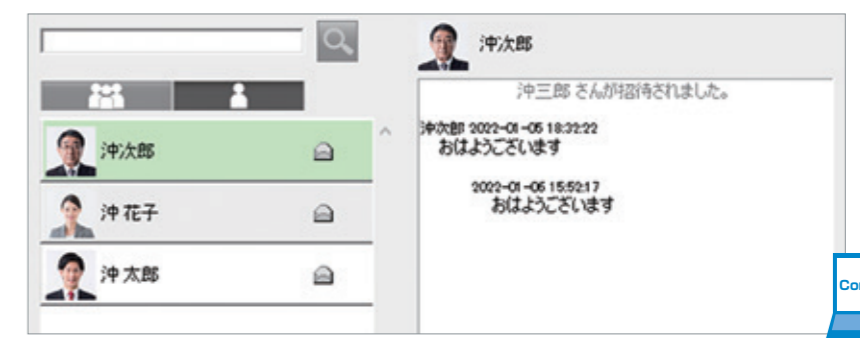 沖次郎
沖 花子
沖 太郎
沖次郎
沖三郎 さんが招待されました。
沖次郎 2022-01-05 18:32:22
おはようございます
2022-01-06 15:52:17
おはようございます
Cor